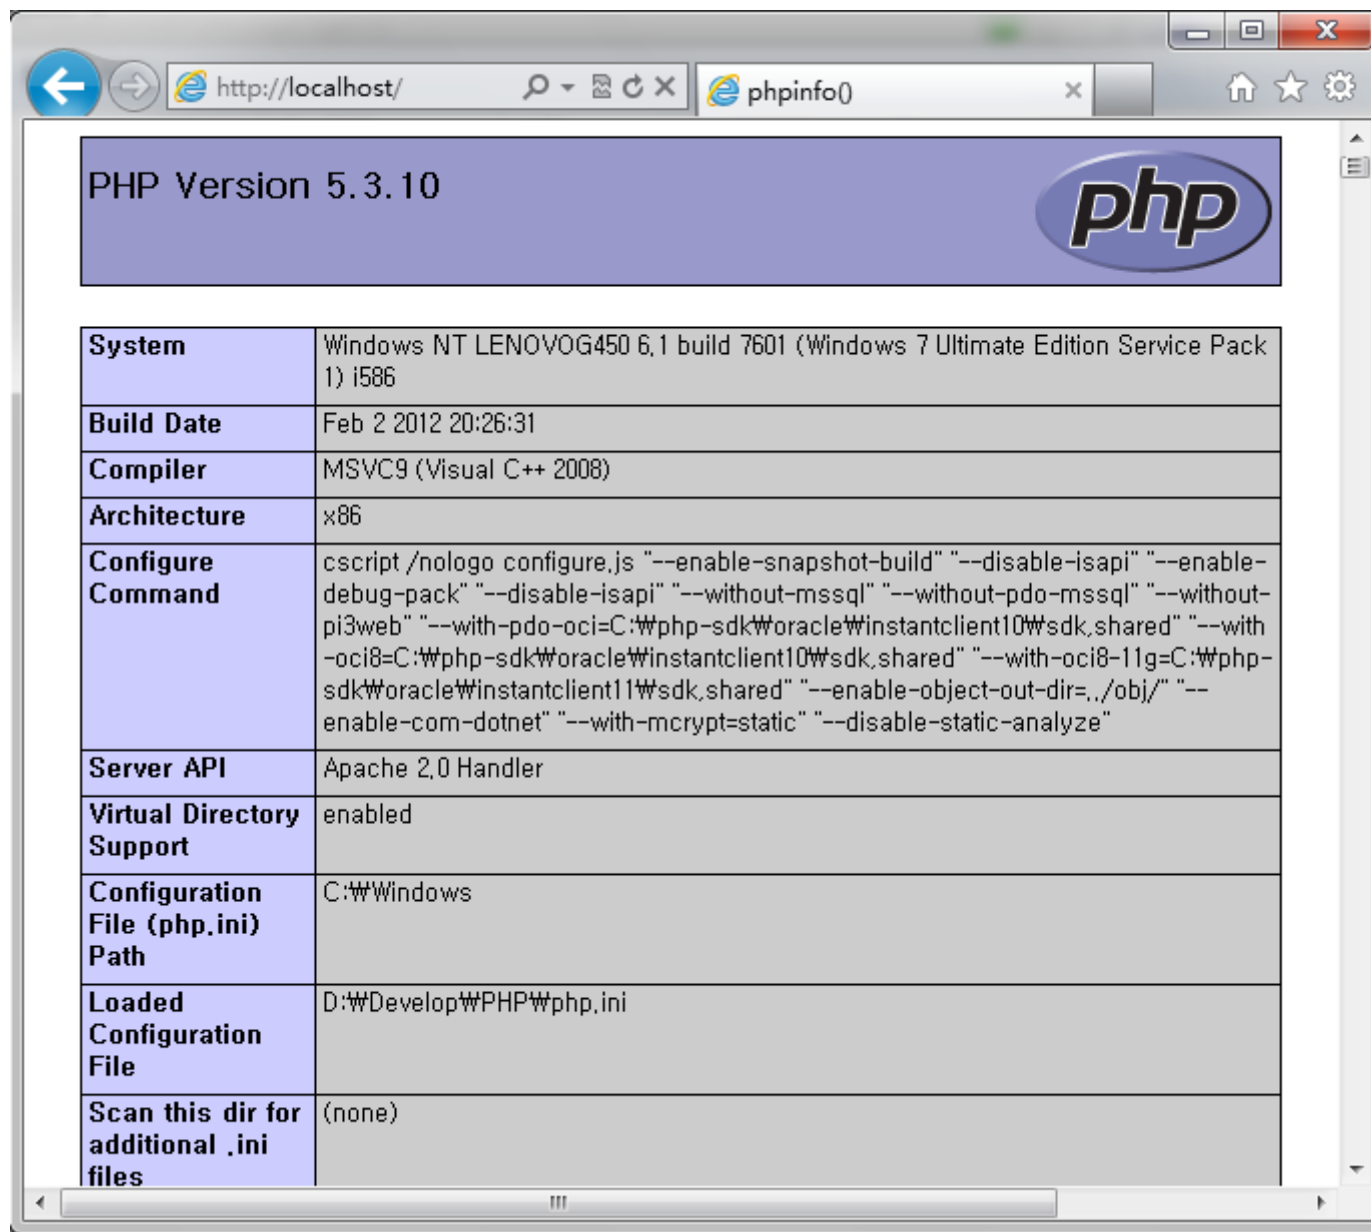 http://localhost/
phpinfo()
PHP Version 5.3.10
php
System
Windows NT LENOVOG450 6.1 build 7601 (Windows 7 Ultimate Edition Service Pack
1) i586
Build Date
Feb 2 2012 20:26:31
Compiler
MSVC9 (Visual C++ 2008)
Architecture
x86
Configure
Command
cscript /nologo configure.js "--enable-snapshot-build" "--disable-isapi" "--enable-
debug-pack" "--disable-isapi" "--without-mssql" "--without-pdo-mssql" "--without-
pi3web" "--with-pdo-oci=C:₩php-sdk₩oracle₩instantclient10₩sdk,shared" "--with
-oci8=C:₩php-sdk₩oracle₩instantclient10₩sdk,shared" "--with-oci8-11g=C:₩php-
sdk₩oracle₩instantclient11₩sdk,shared" "--enable-object-out-dir=../obj/" "--
enable-com-dotnet" "--with-mcrypt=static" "--disable-static-analyze"
Server API
Apache 2.0 Handler
Virtual Directory
Support
enabled
Configuration
File (php.ini)
Path
C:₩Windows
Loaded
Configuration
File
D:₩Develop₩PHP₩php.ini
Scan this dir for
additional .ini
files
(none)